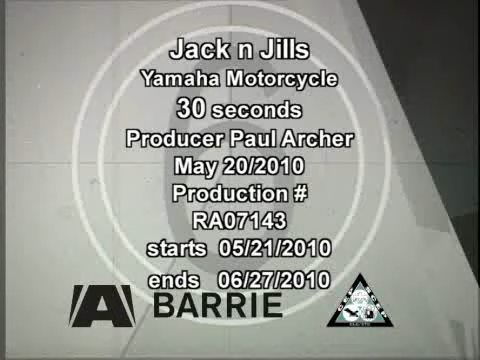 Jack n Jills
Yamaha Motorcycle
30 seconds
Producer Paul Archer
May 20/2010
Production #
RA07143
starts 05/21/2010
ends 06/27/2010
A BARRIE
6